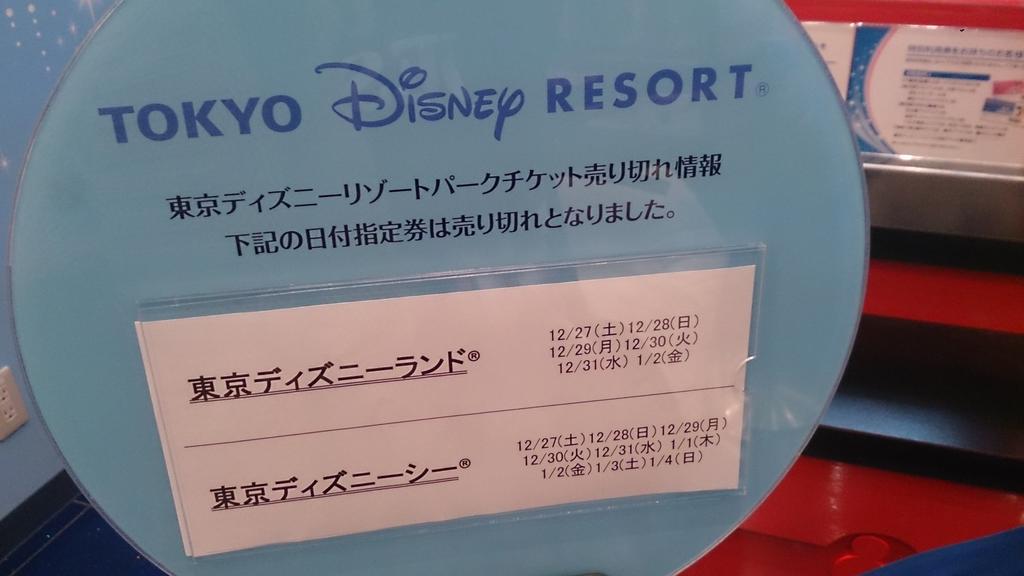 TOKYO Disney RESORT®
東京ディズニーリゾートパークチケット売り切れ情報
下記の日付指定券は売り切れとなりました。
東京ディズニーランド®
12/27(土)12/28(日)
12/29(月)12/30(火)
12/31(水) 1/2(金)
東京ディズニーシー®
12/27(土)12/28(日)12/29(月)
12/30(火)12/31(水) 1/1(木)
1/2(金)1/3(土)1/4(日)